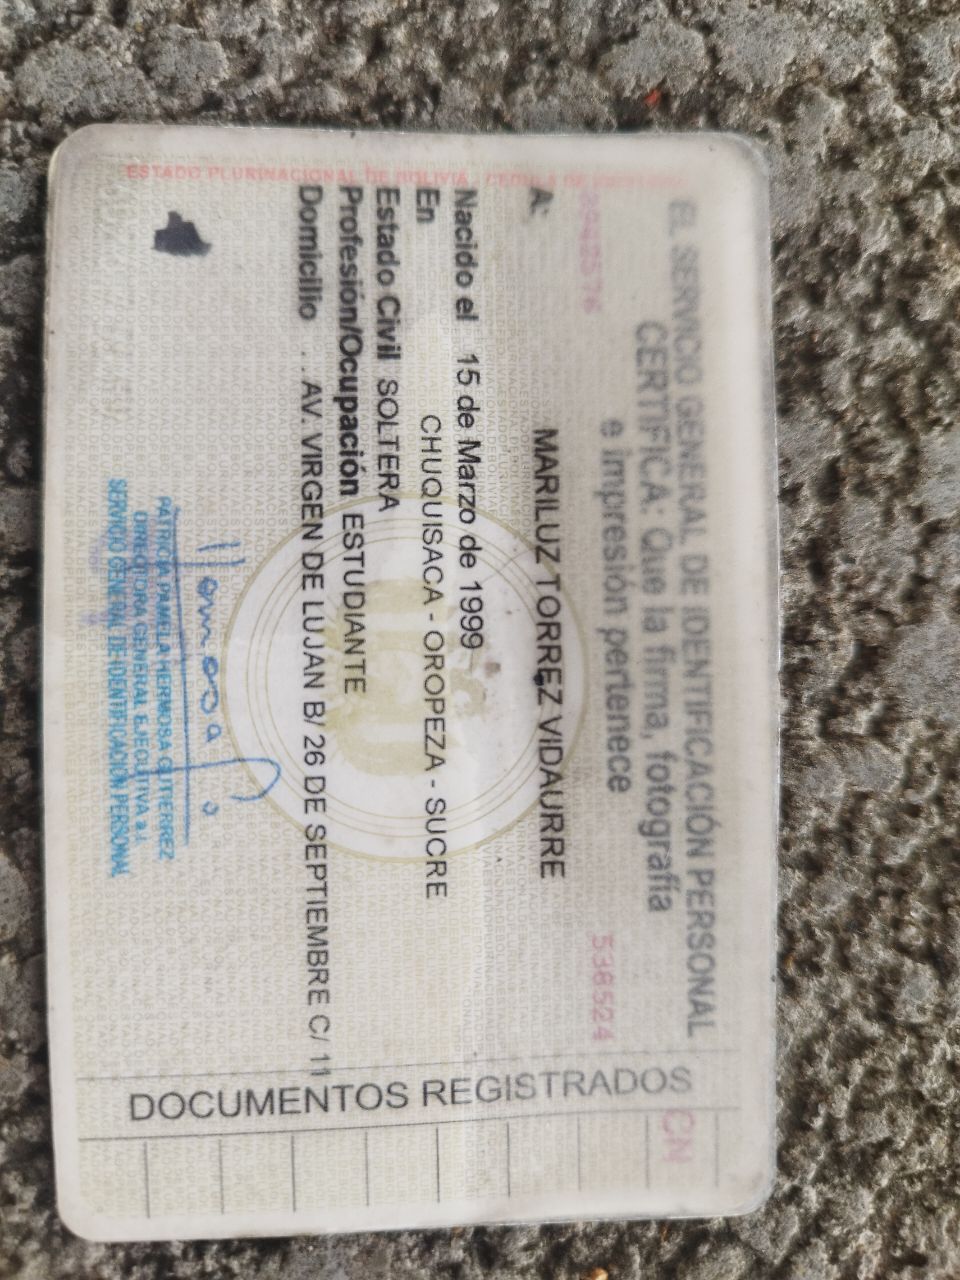 ESTADO PLURINACIONAL DE BOLIVIA
EL SERVICIO GENERAL DE IDENTIFICACIÓN PERSONAL
CERTIFICA: Que la firma, fotografía
e impresión pertenece
538524
A: MARILUZ TORREZ VIDAURRE
Nacido el 15 de Marzo de 1999
En CHUQUISACA - OROPEZA - SUCRE
Estado Civil SOLTERA
Profesión/Ocupación ESTUDIANTE
Domicilio . . AV. VIRGEN DE LUJAN B/ 26 DE SEPTIEMBRE C/ 11
PATRICIA PAMELA HERMOSA GUTIERREZ
DIRECTORA GENERAL EJECUTIVA a.i.
SERVICIO GENERAL DE IDENTIFICACIÓN PERSONAL
DOCUMENTOS REGISTRADOS
CN